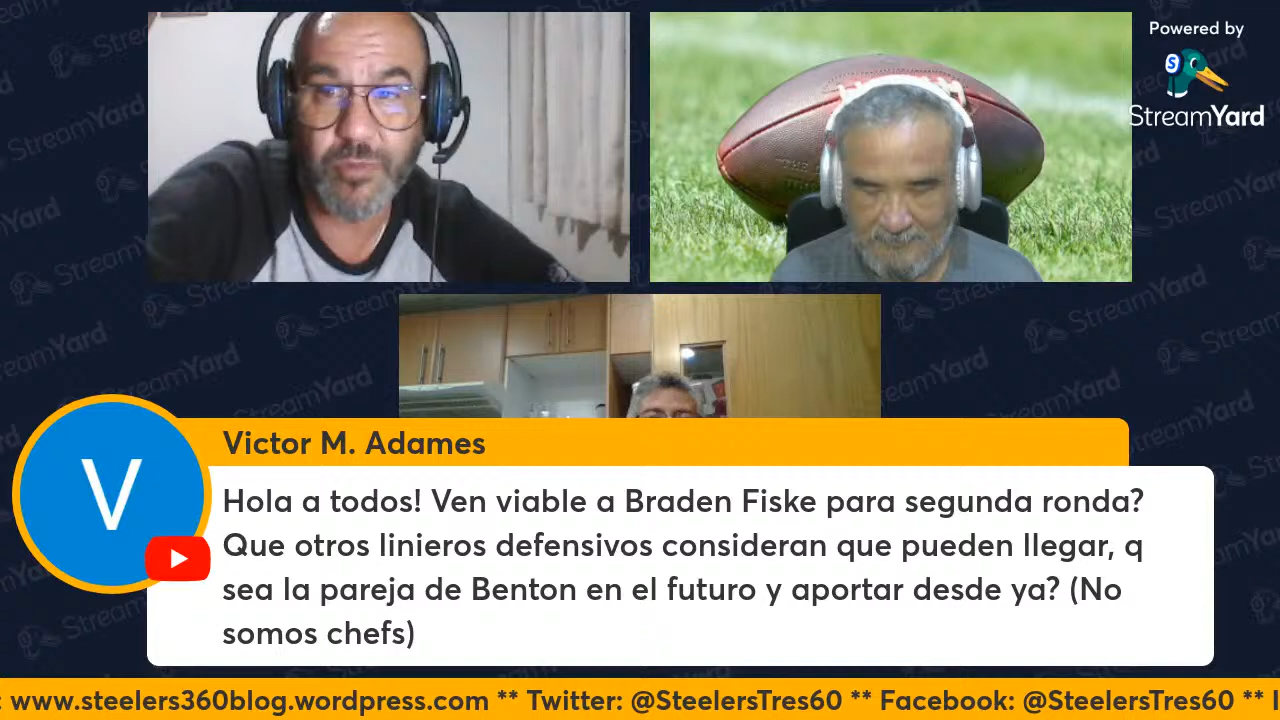 Powered by
S
StreamYard
Victor M. Adames
V
Hola a todos! Ven viable a Braden Fiske para segunda ronda?
Que otros linieros defensivos consideran que pueden llegar, q
sea la pareja de Benton en el futuro y aportar desde ya? (No
somos chefs)
: www.steelers360blog.wordpress.com ** Twitter: @SteelersTres60 ** Facebook: @SteelersTres60 ** I